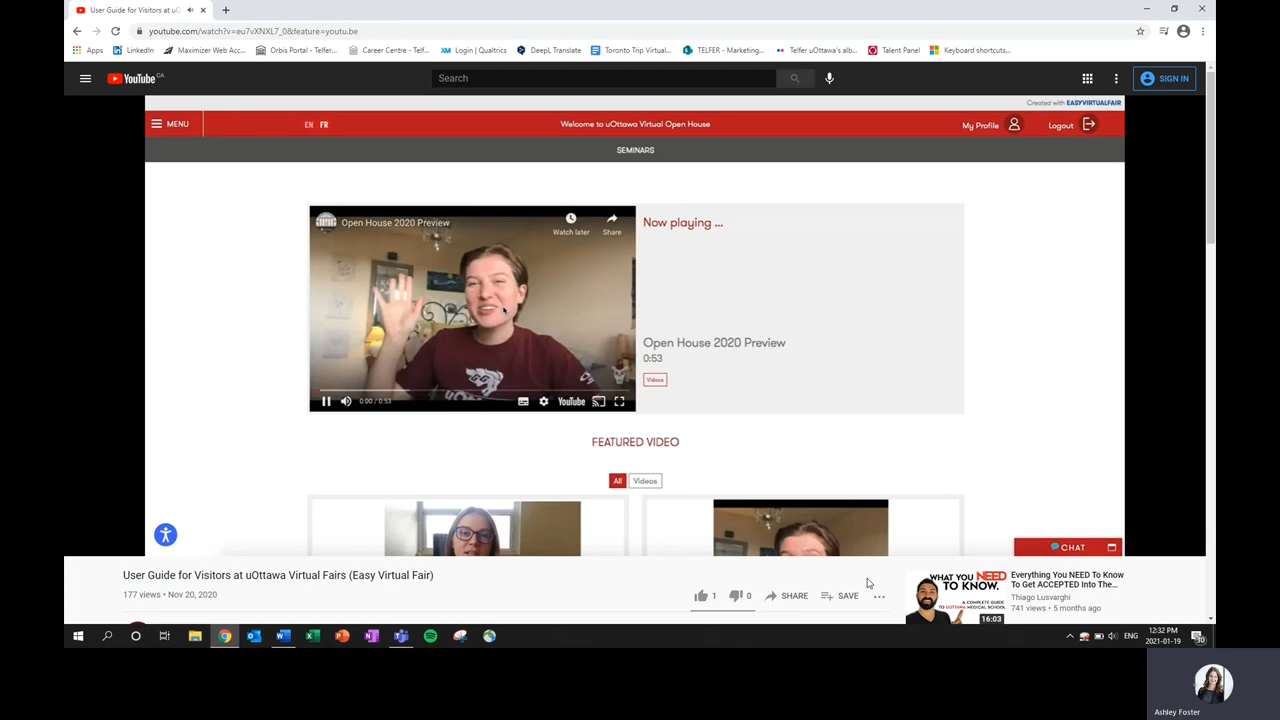 User Guide for Visitors at uO
youtube.com/watch?v=eu7vXNXL7_0&feature=youtu.be
Apps LinkedIn Maximizer Web Acc... Orbis Portal - Telfer... Career Centre - Telf... Login | Qualtrics DeepL Translate Toronto Trip Virtual... TELFER - Marketing... Telfer uOttawa's alb... Talent Panel Keyboard shortcuts...
YouTube CA Search SIGN IN
Created with EASYVIRTUALFAIR
MENU EN FR Welcome to uOttawa Virtual Open House My Profile Logout
SEMINARS
Open House 2020 Preview
Watch later Share
Now playing ...
Open House 2020 Preview
0:53
Videos
0:00 / 0:53 YouTube
FEATURED VIDEO
All Videos
CHAT
User Guide for Visitors at uOttawa Virtual Fairs (Easy Virtual Fair)
177 views • Nov 20, 2020
1 0 SHARE SAVE
WHAT YOU NEED
TO KNOW.
A COMPLETE GUIDE
TO UOTTAWA
MEDICAL SCHOOL
16:03
Everything You NEED To Know
To Get ACCEPTED Into The...
Thiago Lusvarghi
741 views • 5 months ago
ENG
12:32 PM
2021-01-19
30
Ashley Foster